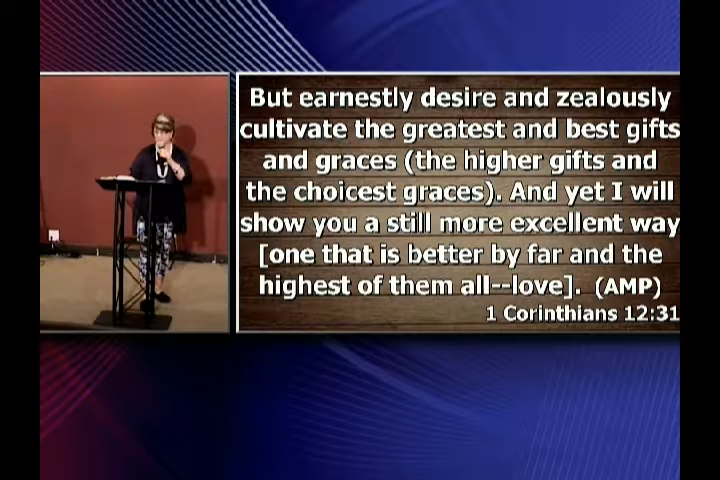 But earnestly desire and zealously
cultivate the greatest and best gifts
and graces (the higher gifts and
the choicest graces). And yet I will
show you a still more excellent way
[one that is better by far and the
highest of them all--love]. (AMP)
1 Corinthians 12:31